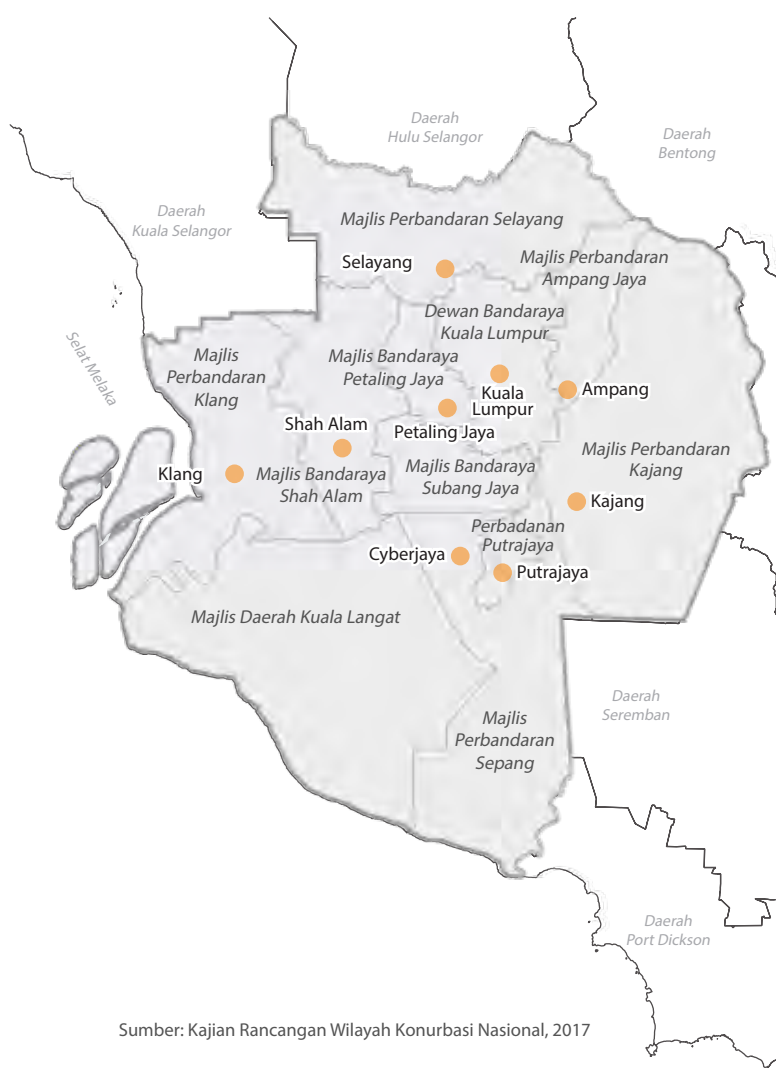 Daerah
Hulu Selangor
Daerah
Bentong
Daerah
Kuala Selangor
Majlis Perbandaran Selayang
Selayang
Majlis Perbandaran
Ampang Jaya
Dewan Bandaraya
Kuala Lumpur
Selat Melaka
Majlis
Perbandaran
Klang
Majlis Bandaraya
Petaling Jaya
Kuala
Lumpur
Ampang
Shah Alam
Petaling Jaya
Majlis Perbandaran
Kajang
Klang
Majlis Bandaraya
Shah Alam
Majlis Bandaraya
Subang Jaya
Kajang
Perbadanan
Putrajaya
Cyberjaya
Putrajaya
Majlis Daerah Kuala Langat
Daerah
Seremban
Majlis
Perbandaran
Sepang
Daerah
Port Dickson
Sumber: Kajian Rancangan Wilayah Konurbasi Nasional, 2017